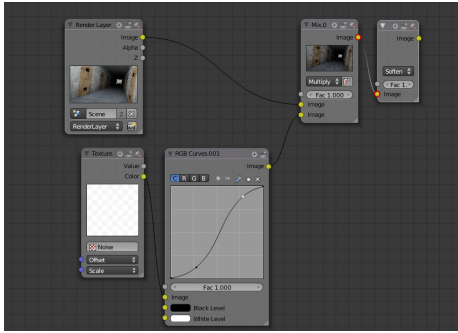 Render Layer
Image
Alpha
Z
Scene
2
RenderLayer
Mix.0
Image
Multiply
Fac 1.000
Image
Image
Image
Soften
Fac 1
Image
Texture.
Value
Color
Noise
Offset
Scale
RGB Curves.001
Image
C R G B
Fac 1.000
Image
Black Level
White Level